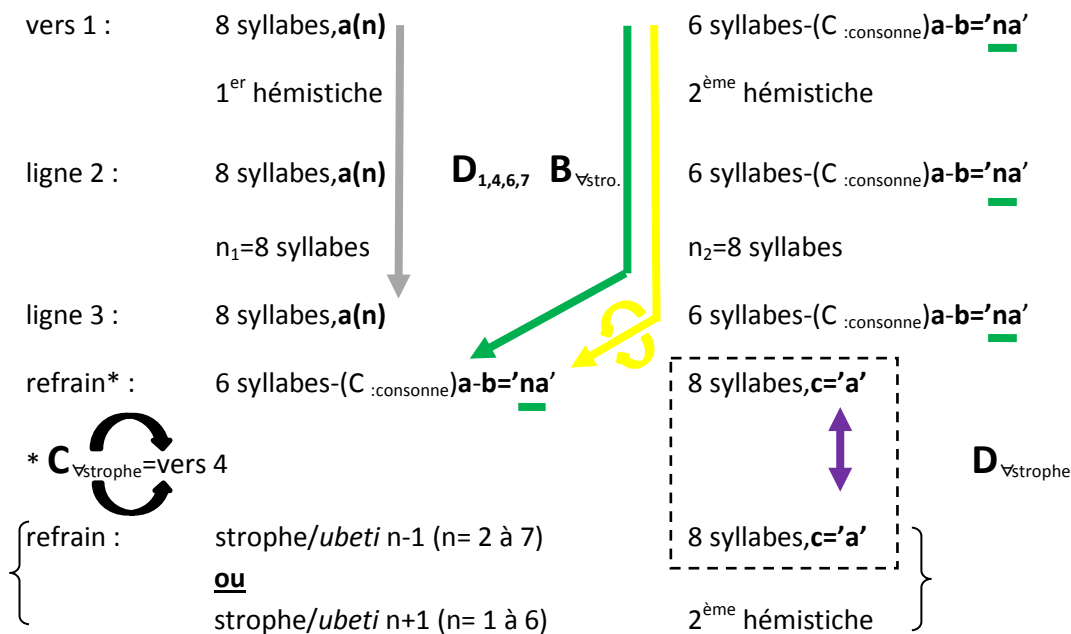 vers 1 : 8 syllabes,a(n) 6 syllabes-(C :consonne)a-b='na'
1er hémistiche 2ème hémistiche
ligne 2 : 8 syllabes,a(n) D1,4,6,7 B∀stro. 6 syllabes-(C :consonne)a-b='na'
n1=8 syllabes n2=8 syllabes
ligne 3 : 8 syllabes,a(n) 6 syllabes-(C :consonne)a-b='na'
refrain* : 6 syllabes-(C :consonne)a-b='na' 8 syllabes,c='a'
* C∀strophe=vers 4 D∀strophe
refrain : strophe/ubeti n-1 (n= 2 à 7) 8 syllabes,c='a'
ou
strophe/ubeti n+1 (n= 1 à 6) 2ème hémistiche